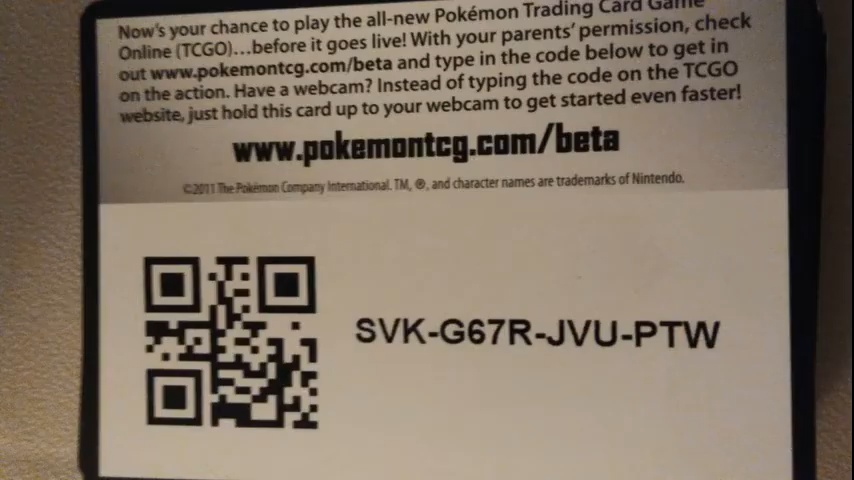 Now's your chance to play the all-new Pokémon Trading Card Game
Online (TCGO)...before it goes live! With your parents' permission, check
out www.pokemontcg.com/beta and type in the code below to get in
on the action. Have a webcam? Instead of typing the code on the TCGO
website, just hold this card up to your webcam to get started even faster!
www.pokemontcg.com/beta
©2011 The Pokémon Company International. TM, ®, and character names are trademarks of Nintendo.
SVK-G67R-JVU-PTW